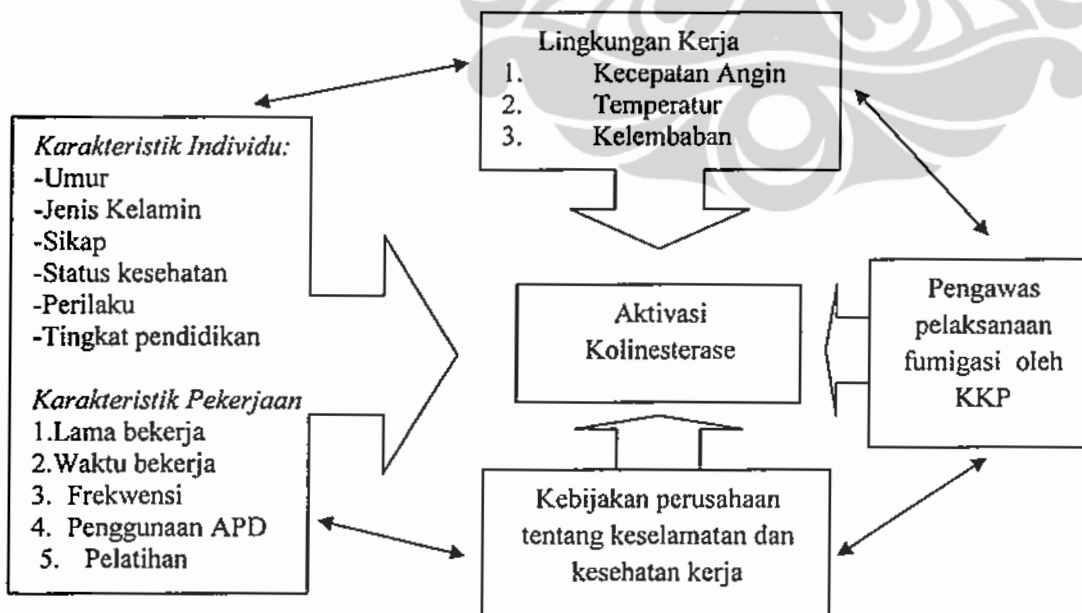 Lingkungan Kerja
1. Kecepatan Angin
2. Temperatur
3. Kelembaban
Karakteristik Individu:
-Umur
-Jenis Kelamin
-Sikap
-Status kesehatan
-Perilaku
-Tingkat pendidikan
Karakteristik Pekerjaan
1.Lama bekerja
2.Waktu bekerja
3. Frekwensi
4. Penggunaan APD
5. Pelatihan
Aktivasi
Kolinesterase
Pengawas
pelaksanaan
fumigasi oleh
KKP
Kebijakan perusahaan
tentang keselamatan dan
kesehatan kerja